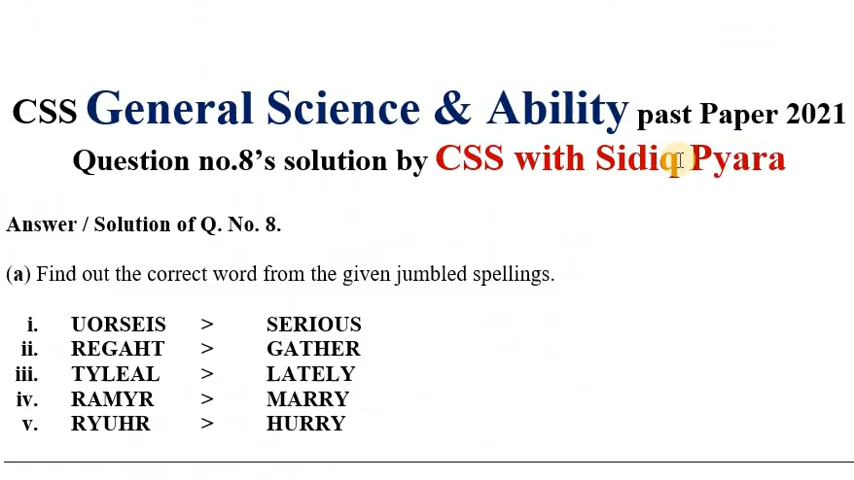 CSS General Science & Ability past Paper 2021
Question no.8’s solution by CSS with Sidiq Pyara
Answer / Solution of Q. No. 8.
(a) Find out the correct word from the given jumbled spellings.
i. UORSEIS > SERIOUS
ii. REGAHT > GATHER
iii. TYLEAL > LATELY
iv. RAMYR > MARRY
v. RYUHR > HURRY